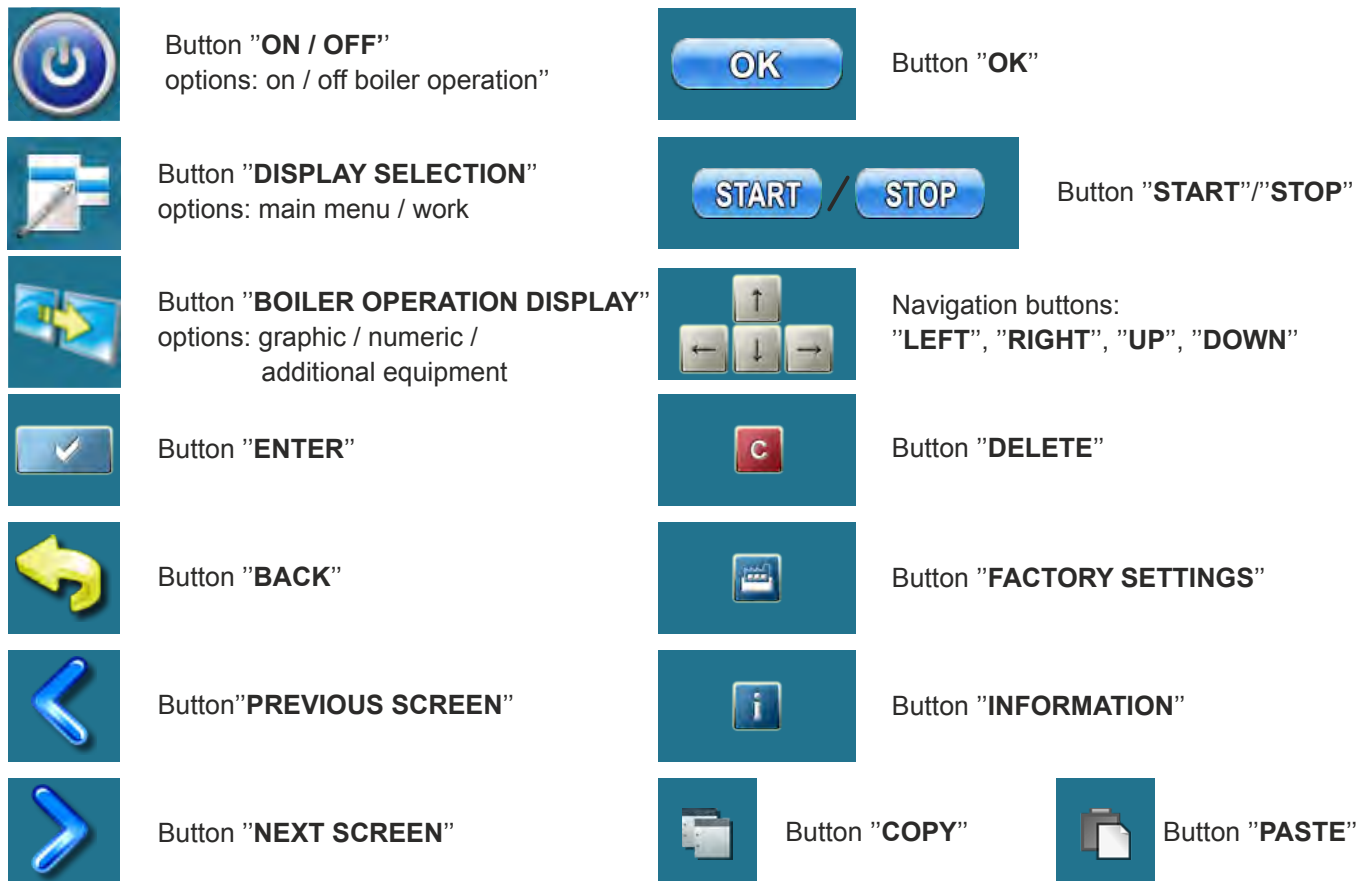 Button ’’ON / OFF’’
options: on / off boiler operation’’
Button ’’DISPLAY SELECTION’’
options: main menu / work
Button ’’BOILER OPERATION DISPLAY’’
options: graphic / numeric /
additional equipment
Button ’’ENTER’’
Button ’’BACK’’
Button’’PREVIOUS SCREEN’’
Button ’’NEXT SCREEN’’
OK
Button ’’OK’’
START / STOP
Button ’’START’’/’’STOP’’
↑
← ↓ →
Navigation buttons:
’’LEFT’’, ’’RIGHT’’, ’’UP’’, ’’DOWN’’
C
Button ’’DELETE’’
Button ’’FACTORY SETTINGS’’
i
Button ’’INFORMATION’’
Button ’’COPY’’
Button ’’PASTE’’